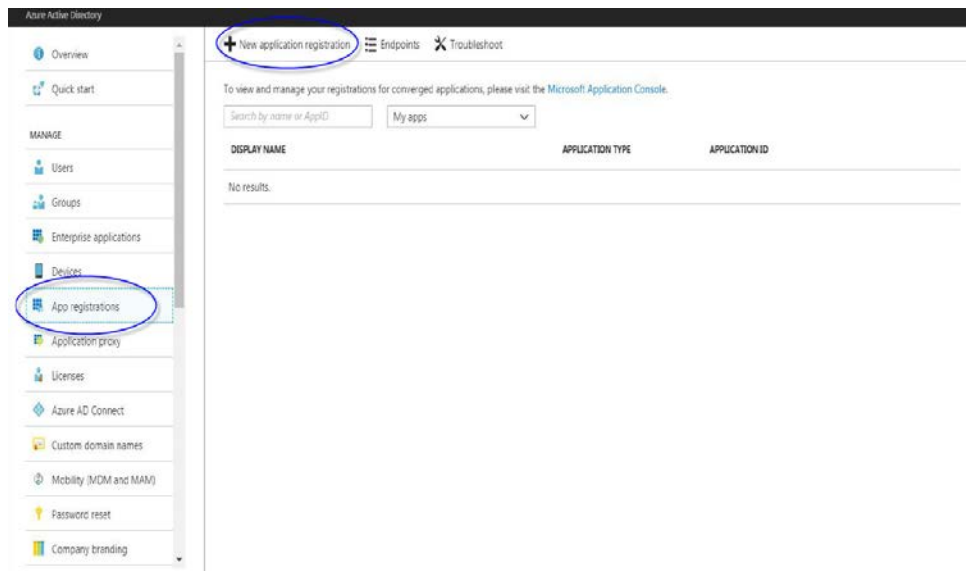 Azure Active Directory
Overview
Quick start
MANAGE
Users
Groups
Enterprise applications
Devices
App registrations
Application proxy
Licenses
Azure AD Connect
Custom domain names
Mobility (MDM and MAM)
Password reset
Company branding
New application registration
Endpoints
Troubleshoot
To view and manage your registrations for converged applications, please visit the Microsoft Application Console.
Search by name or AppID
My apps
DISPLAY NAME APPLICATION TYPE APPLICATION ID
No results.